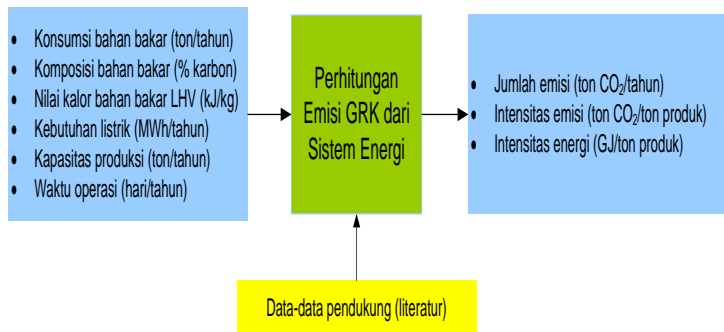 • Konsumsi bahan bakar (ton/tahun)
• Komposisi bahan bakar (% karbon)
• Nilai kalor bahan bakar LHV (kJ/kg)
• Kebutuhan listrik (MWh/tahun)
• Kapasitas produksi (ton/tahun)
• Waktu operasi (hari/tahun)
Perhitungan
Emisi GRK dari
Sistem Energi
• Jumlah emisi (ton CO₂/tahun)
• Intensitas emisi (ton CO₂/ton produk)
• Intensitas energi (GJ/ton produk)
Data-data pendukung (literatur)